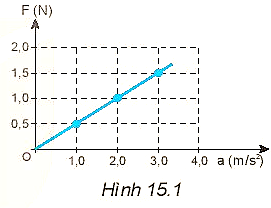 F (N)
2,0
1,5
1,0
0,5
O
1,0 2,0 3,0 4,0 a (m/s²)
Hình 15.1